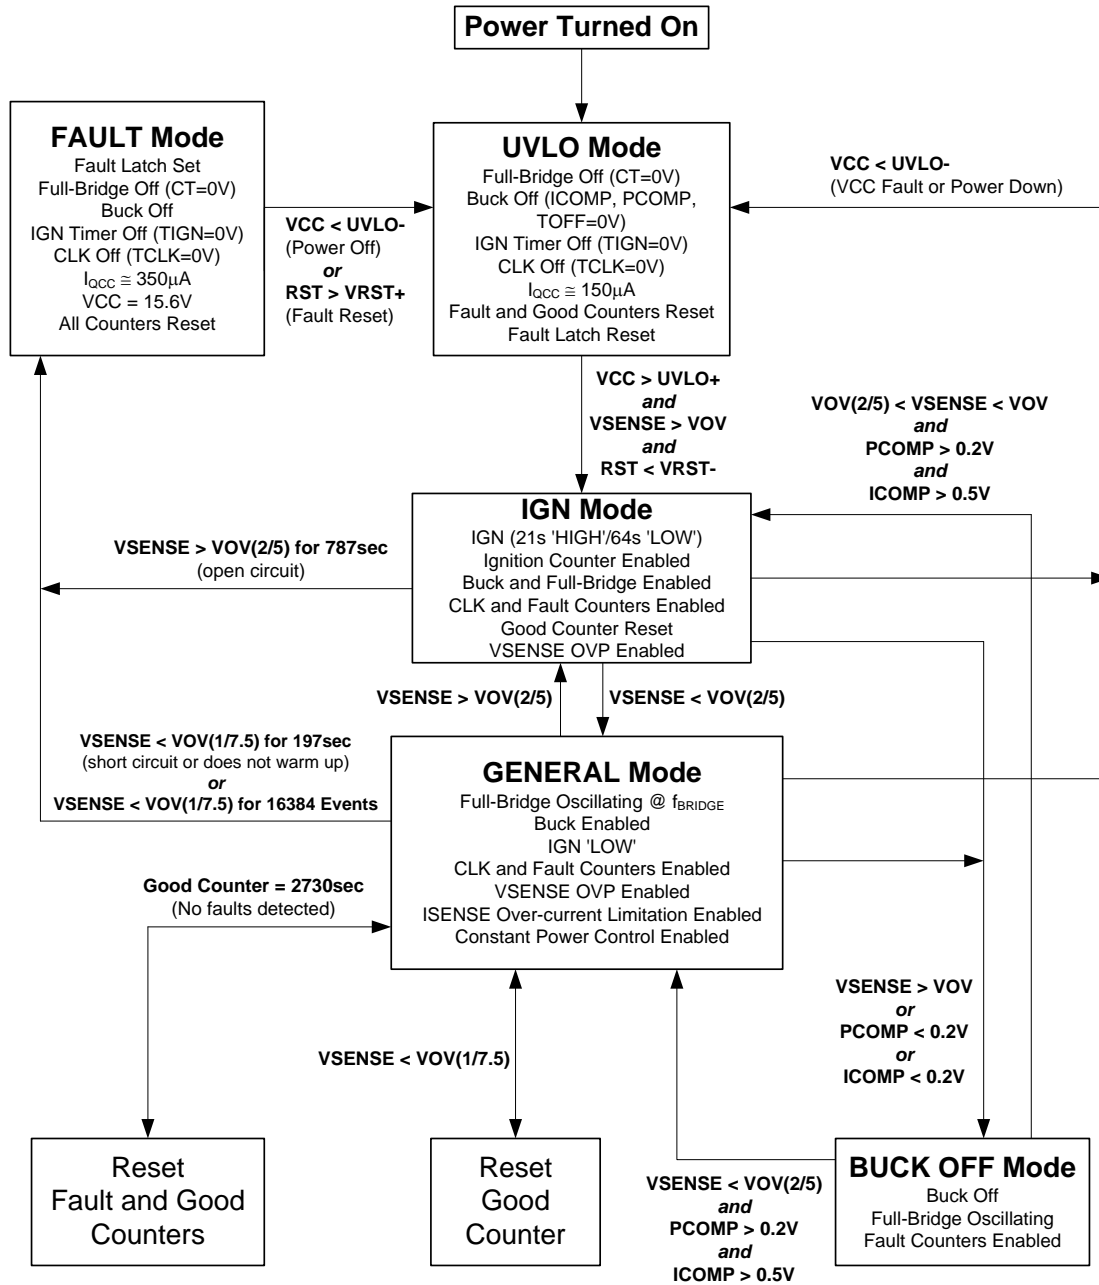 Power Turned On
FAULT Mode
Fault Latch Set
Full-Bridge Off (CT=0V)
Buck Off
IGN Timer Off (TIGN=0V)
CLK Off (TCLK=0V)
IQCC ≅ 350µA
VCC = 15.6V
All Counters Reset
VCC < UVLO-
(Power Off)
or
RST > VRST+
(Fault Reset)
UVLO Mode
Full-Bridge Off (CT=0V)
Buck Off (ICOMP, PCOMP,
TOFF=0V)
IGN Timer Off (TIGN=0V)
CLK Off (TCLK=0V)
IQCC ≅ 150µA
Fault and Good Counters Reset
Fault Latch Reset
VCC < UVLO-
(VCC Fault or Power Down)
VCC > UVLO+
and
VSENSE > VOV
and
RST < VRST-
VOV(2/5) < VSENSE < VOV
and
PCOMP > 0.2V
and
ICOMP > 0.5V
IGN Mode
IGN (21s 'HIGH'/64s 'LOW')
Ignition Counter Enabled
Buck and Full-Bridge Enabled
CLK and Fault Counters Enabled
Good Counter Reset
VSENSE OVP Enabled
VSENSE > VOV(2/5) for 787sec
(open circuit)
VSENSE > VOV(2/5)
VSENSE < VOV(2/5)
VSENSE < VOV(1/7.5) for 197sec
(short circuit or does not warm up)
or
VSENSE < VOV(1/7.5) for 16384 Events
GENERAL Mode
Full-Bridge Oscillating @ fBRIDGE
Buck Enabled
IGN 'LOW'
CLK and Fault Counters Enabled
VSENSE OVP Enabled
ISENSE Over-current Limitation Enabled
Constant Power Control Enabled
Good Counter = 2730sec
(No faults detected)
VSENSE < VOV(1/7.5)
VSENSE > VOV
or
PCOMP < 0.2V
or
ICOMP < 0.2V
Reset
Fault and Good
Counters
Reset
Good
Counter
VSENSE < VOV(2/5)
and
PCOMP > 0.2V
and
ICOMP > 0.5V
BUCK OFF Mode
Buck Off
Full-Bridge Oscillating
Fault Counters Enabled